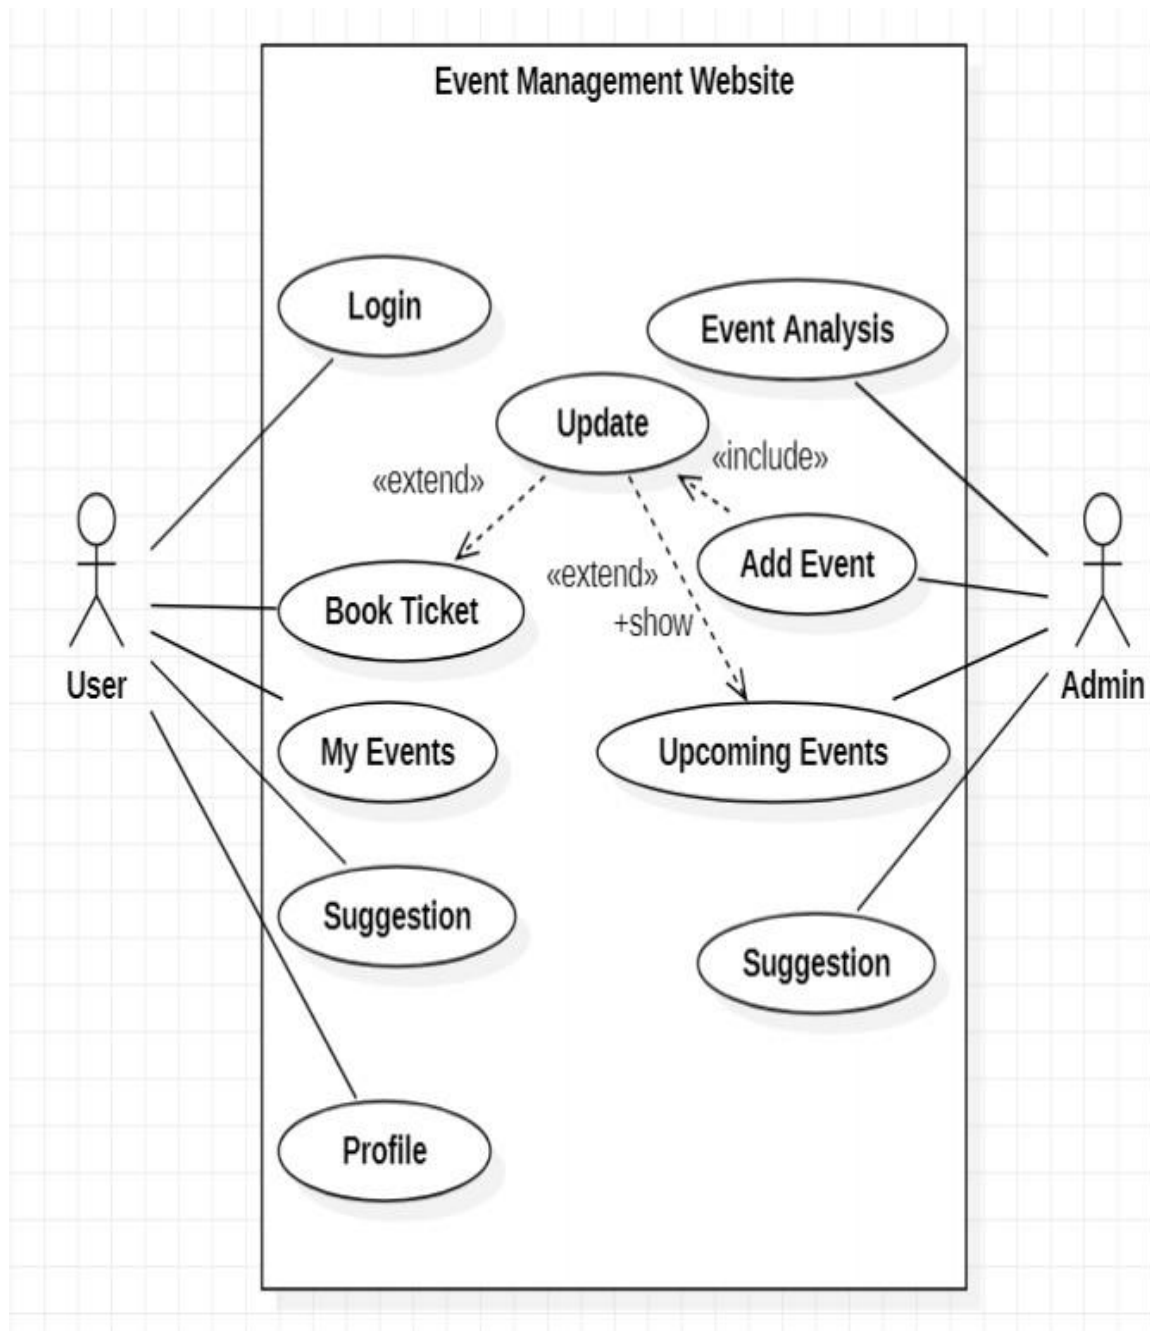 Event Management Website
Login
Event Analysis
Update
«include»
«extend»
Add Event
«extend»
Book Ticket
+show
User
Admin
My Events
Upcoming Events
Suggestion
Suggestion
Profile